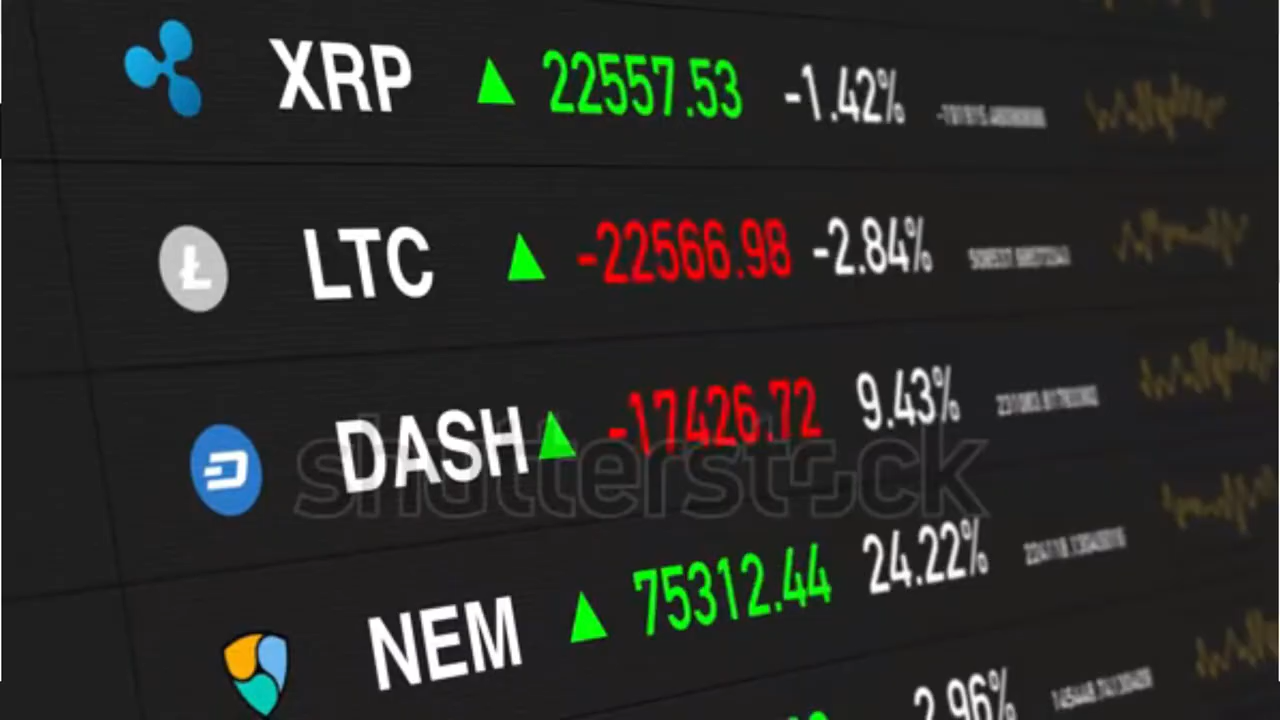 XRP ▲ 22557.53 -1.42%
LTC ▲ -22566.98 -2.84%
DASH ▲ -17426.72 9.43%
shutterstock
NEM ▲ 75312.44 24.22%
2.96%